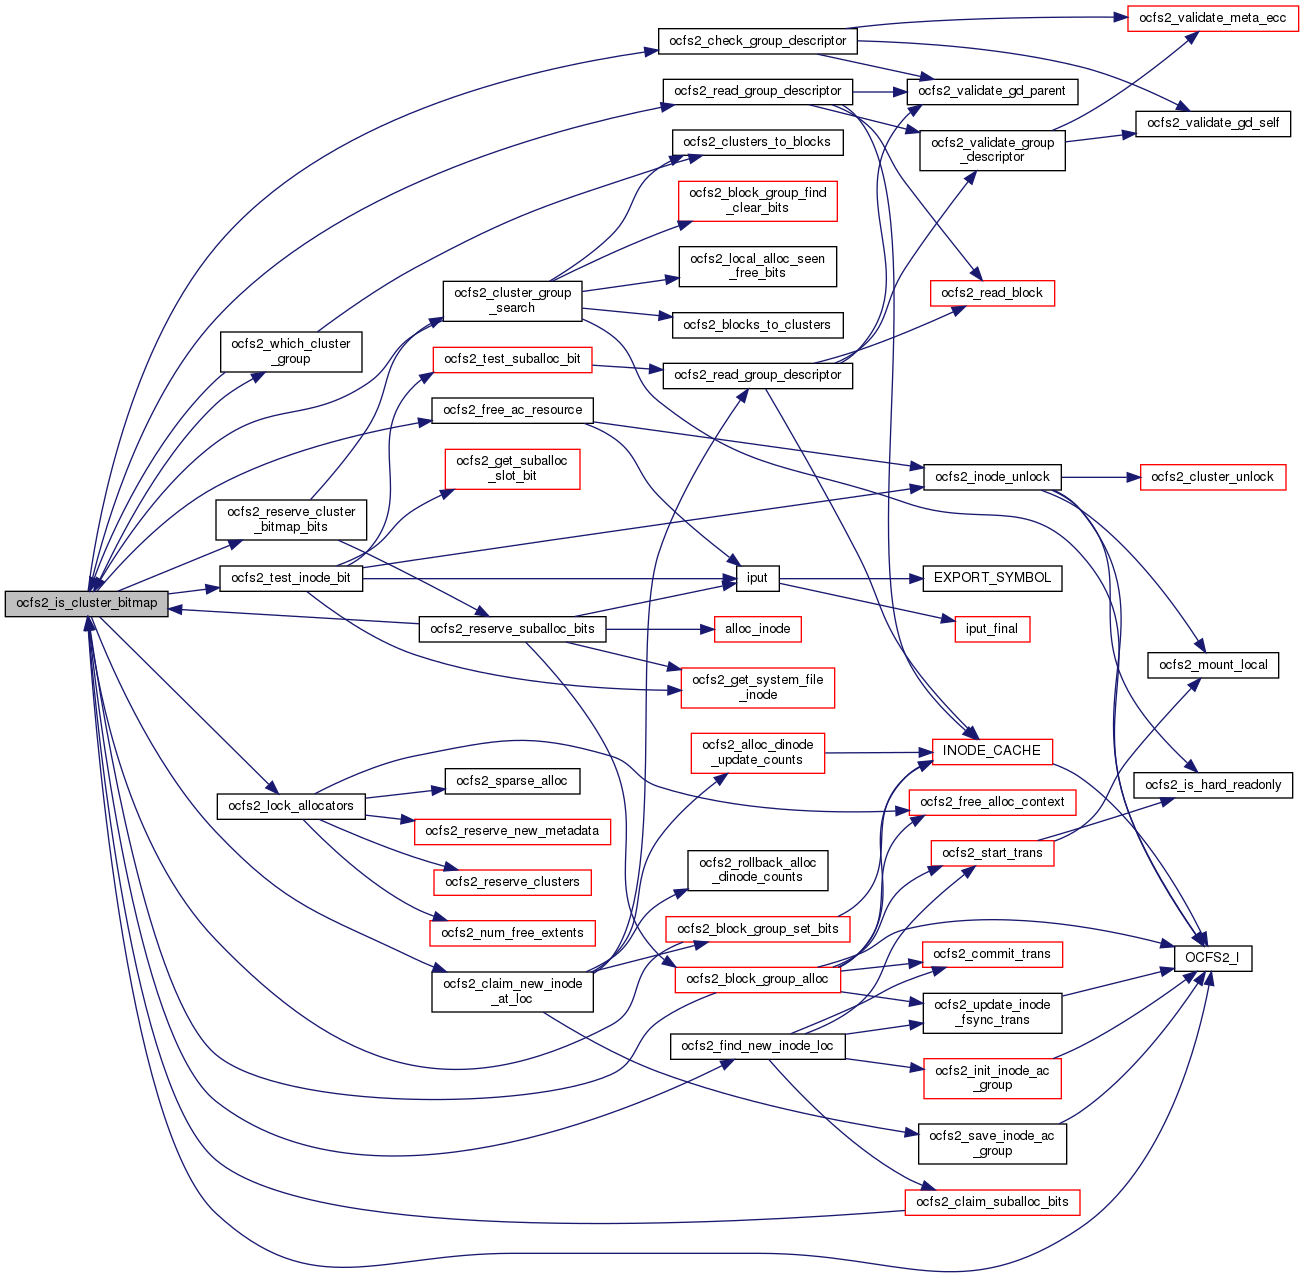 ocfs2_validate_meta_ecc
ocfs2_check_group_descriptor
ocfs2_read_group_descriptor
ocfs2_validate_gd_parent
ocfs2_validate_gd_self
ocfs2_clusters_to_blocks
ocfs2_validate_group
_descriptor
ocfs2_block_group_find
_clear_bits
ocfs2_local_alloc_seen
_free_bits
ocfs2_cluster_group
_search
ocfs2_read_block
ocfs2_blocks_to_clusters
ocfs2_which_cluster
_group
ocfs2_test_suballoc_bit
ocfs2_read_group_descriptor
ocfs2_free_ac_resource
ocfs2_get_suballoc
_slot_bit
ocfs2_inode_unlock
ocfs2_cluster_unlock
ocfs2_reserve_cluster
_bitmap_bits
ocfs2_test_inode_bit
iput
EXPORT_SYMBOL
ocfs2_is_cluster_bitmap
ocfs2_reserve_suballoc_bits
alloc_inode
iput_final
ocfs2_get_system_file
_inode
ocfs2_mount_local
ocfs2_alloc_dinode
_update_counts
INODE_CACHE
ocfs2_sparse_alloc
ocfs2_is_hard_readonly
ocfs2_lock_allocators
ocfs2_free_alloc_context
ocfs2_reserve_new_metadata
ocfs2_start_trans
ocfs2_rollback_alloc
_dinode_counts
ocfs2_reserve_clusters
ocfs2_num_free_extents
ocfs2_block_group_set_bits
ocfs2_commit_trans
OCFS2_I
ocfs2_claim_new_inode
_at_loc
ocfs2_block_group_alloc
ocfs2_update_inode
_fsync_trans
ocfs2_find_new_inode_loc
ocfs2_init_inode_ac
_group
ocfs2_save_inode_ac
_group
ocfs2_claim_suballoc_bits